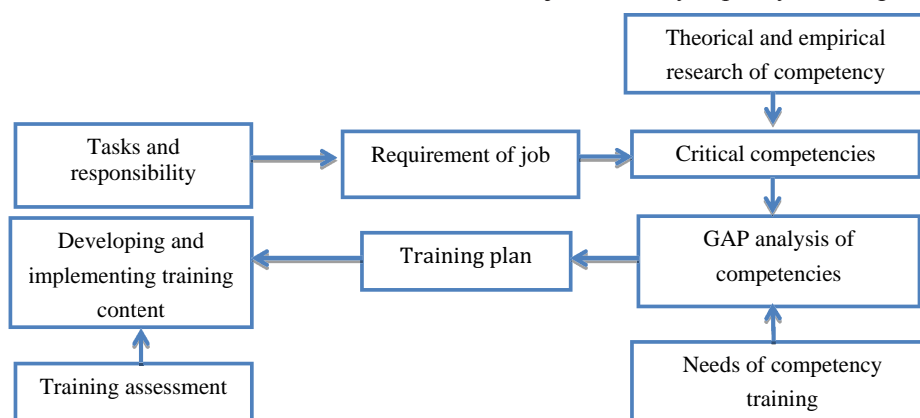 Theorical and empirical
research of competency
Tasks and
responsibility
Requirement of job
Critical competencies
Developing and
implementing training
content
Training plan
GAP analysis of
competencies
Training assessment
Needs of competency
training